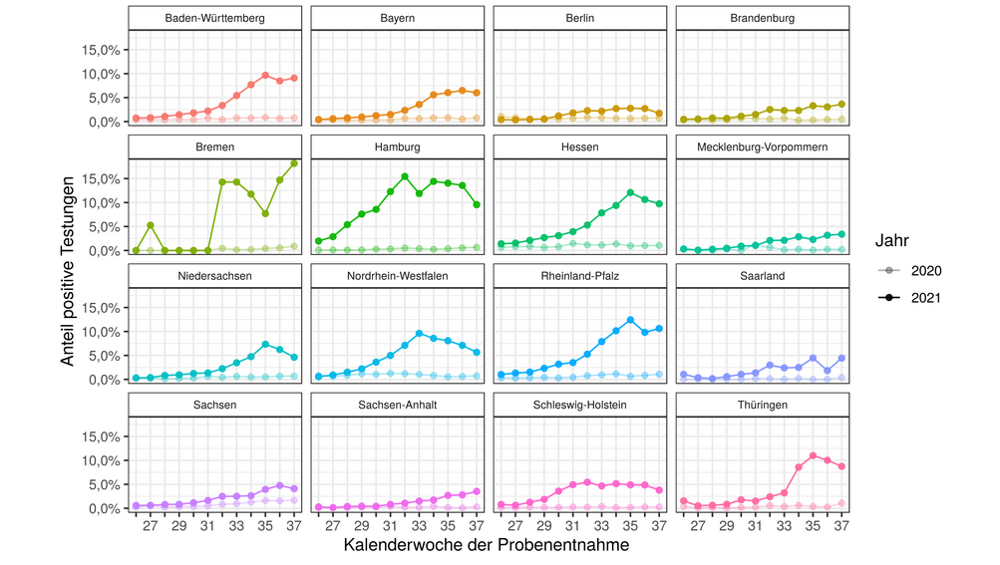 Baden-Württemberg Bayern Berlin Brandenburg
15,0%
10,0%
5,0%
0,0%
Bremen Hamburg Hessen Mecklenburg-Vorpommern
15,0%
10,0%
5,0%
0,0%
Niedersachsen Nordrhein-Westfalen Rheinland-Pfalz Saarland
15,0%
10,0%
5,0%
0,0%
Sachsen Sachsen-Anhalt Schleswig-Holstein Thüringen
15,0%
10,0%
5,0%
0,0%
27 29 31 33 35 37 27 29 31 33 35 37 27 29 31 33 35 37 27 29 31 33 35 37
Kalenderwoche der Probenentnahme
Anteil positive Testungen
Jahr
2020
2021